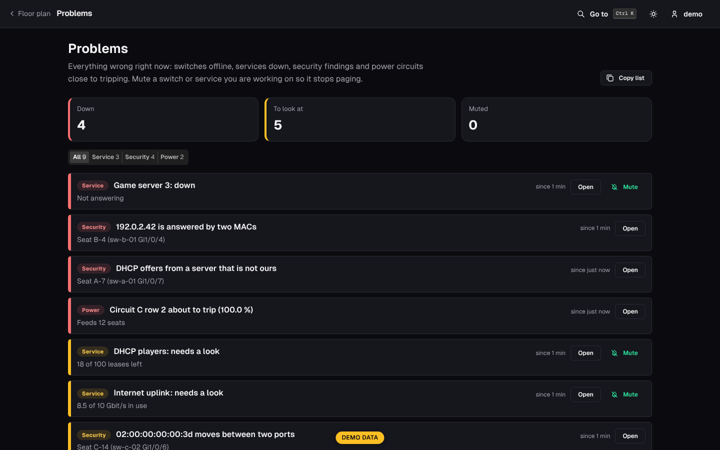 Floor plan Problems
Go to Ctrl K demo
Problems
Everything wrong right now: switches offline, services down, security findings and power circuits
close to tripping. Mute a switch or service you are working on so it stops paging.
Copy list
Down
4
To look at
5
Muted
0
All 9 Service 3 Security 4 Power 2
Service Game server 3: down since 1 min Open Mute
Not answering
Security 192.0.2.42 is answered by two MACs since 1 min Open
Seat B-4 (sw-b-01 Gi1/0/4)
Security DHCP offers from a server that is not ours since just now Open
Seat A-7 (sw-a-01 Gi1/0/7)
Power Circuit C row 2 about to trip (100.0 %) since just now Open
Feeds 12 seats
Service DHCP players: needs a look since 1 min Open Mute
18 of 100 leases left
Service Internet uplink: needs a look since 1 min Open Mute
8.5 of 10 Gbit/s in use
Security 02:00:00:00:00:3d moves between two ports since 1 min Open
Seat C-14 (sw-c-02 Gi1/0/6)
DEMO DATA